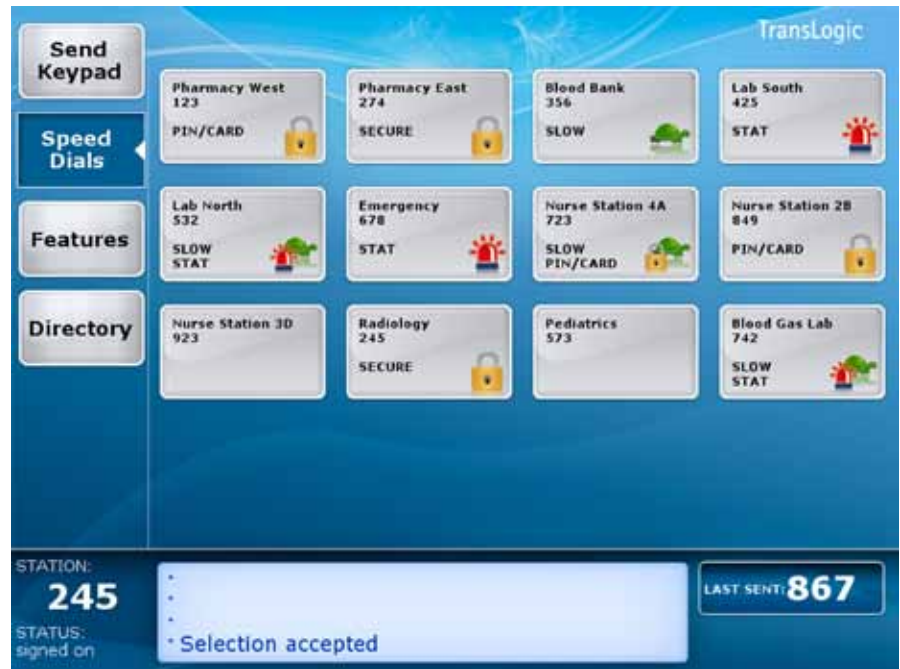 TransLogic
Send
Keypad
Speed
Dials
Features
Directory
Pharmacy West
123
PIN/CARD
Pharmacy East
274
SECURE
Blood Bank
356
SLOW
Lab South
425
STAT
Lab North
532
SLOW
STAT
Emergency
678
STAT
Nurse Station 4A
723
SLOW
PIN/CARD
Nurse Station 2B
849
PIN/CARD
Nurse Station 3D
923
Radiology
245
SECURE
Pediatrics
573
Blood Gas Lab
742
SLOW
STAT
STATION:
245
STATUS:
signed on
Selection accepted
LAST SENT: 867